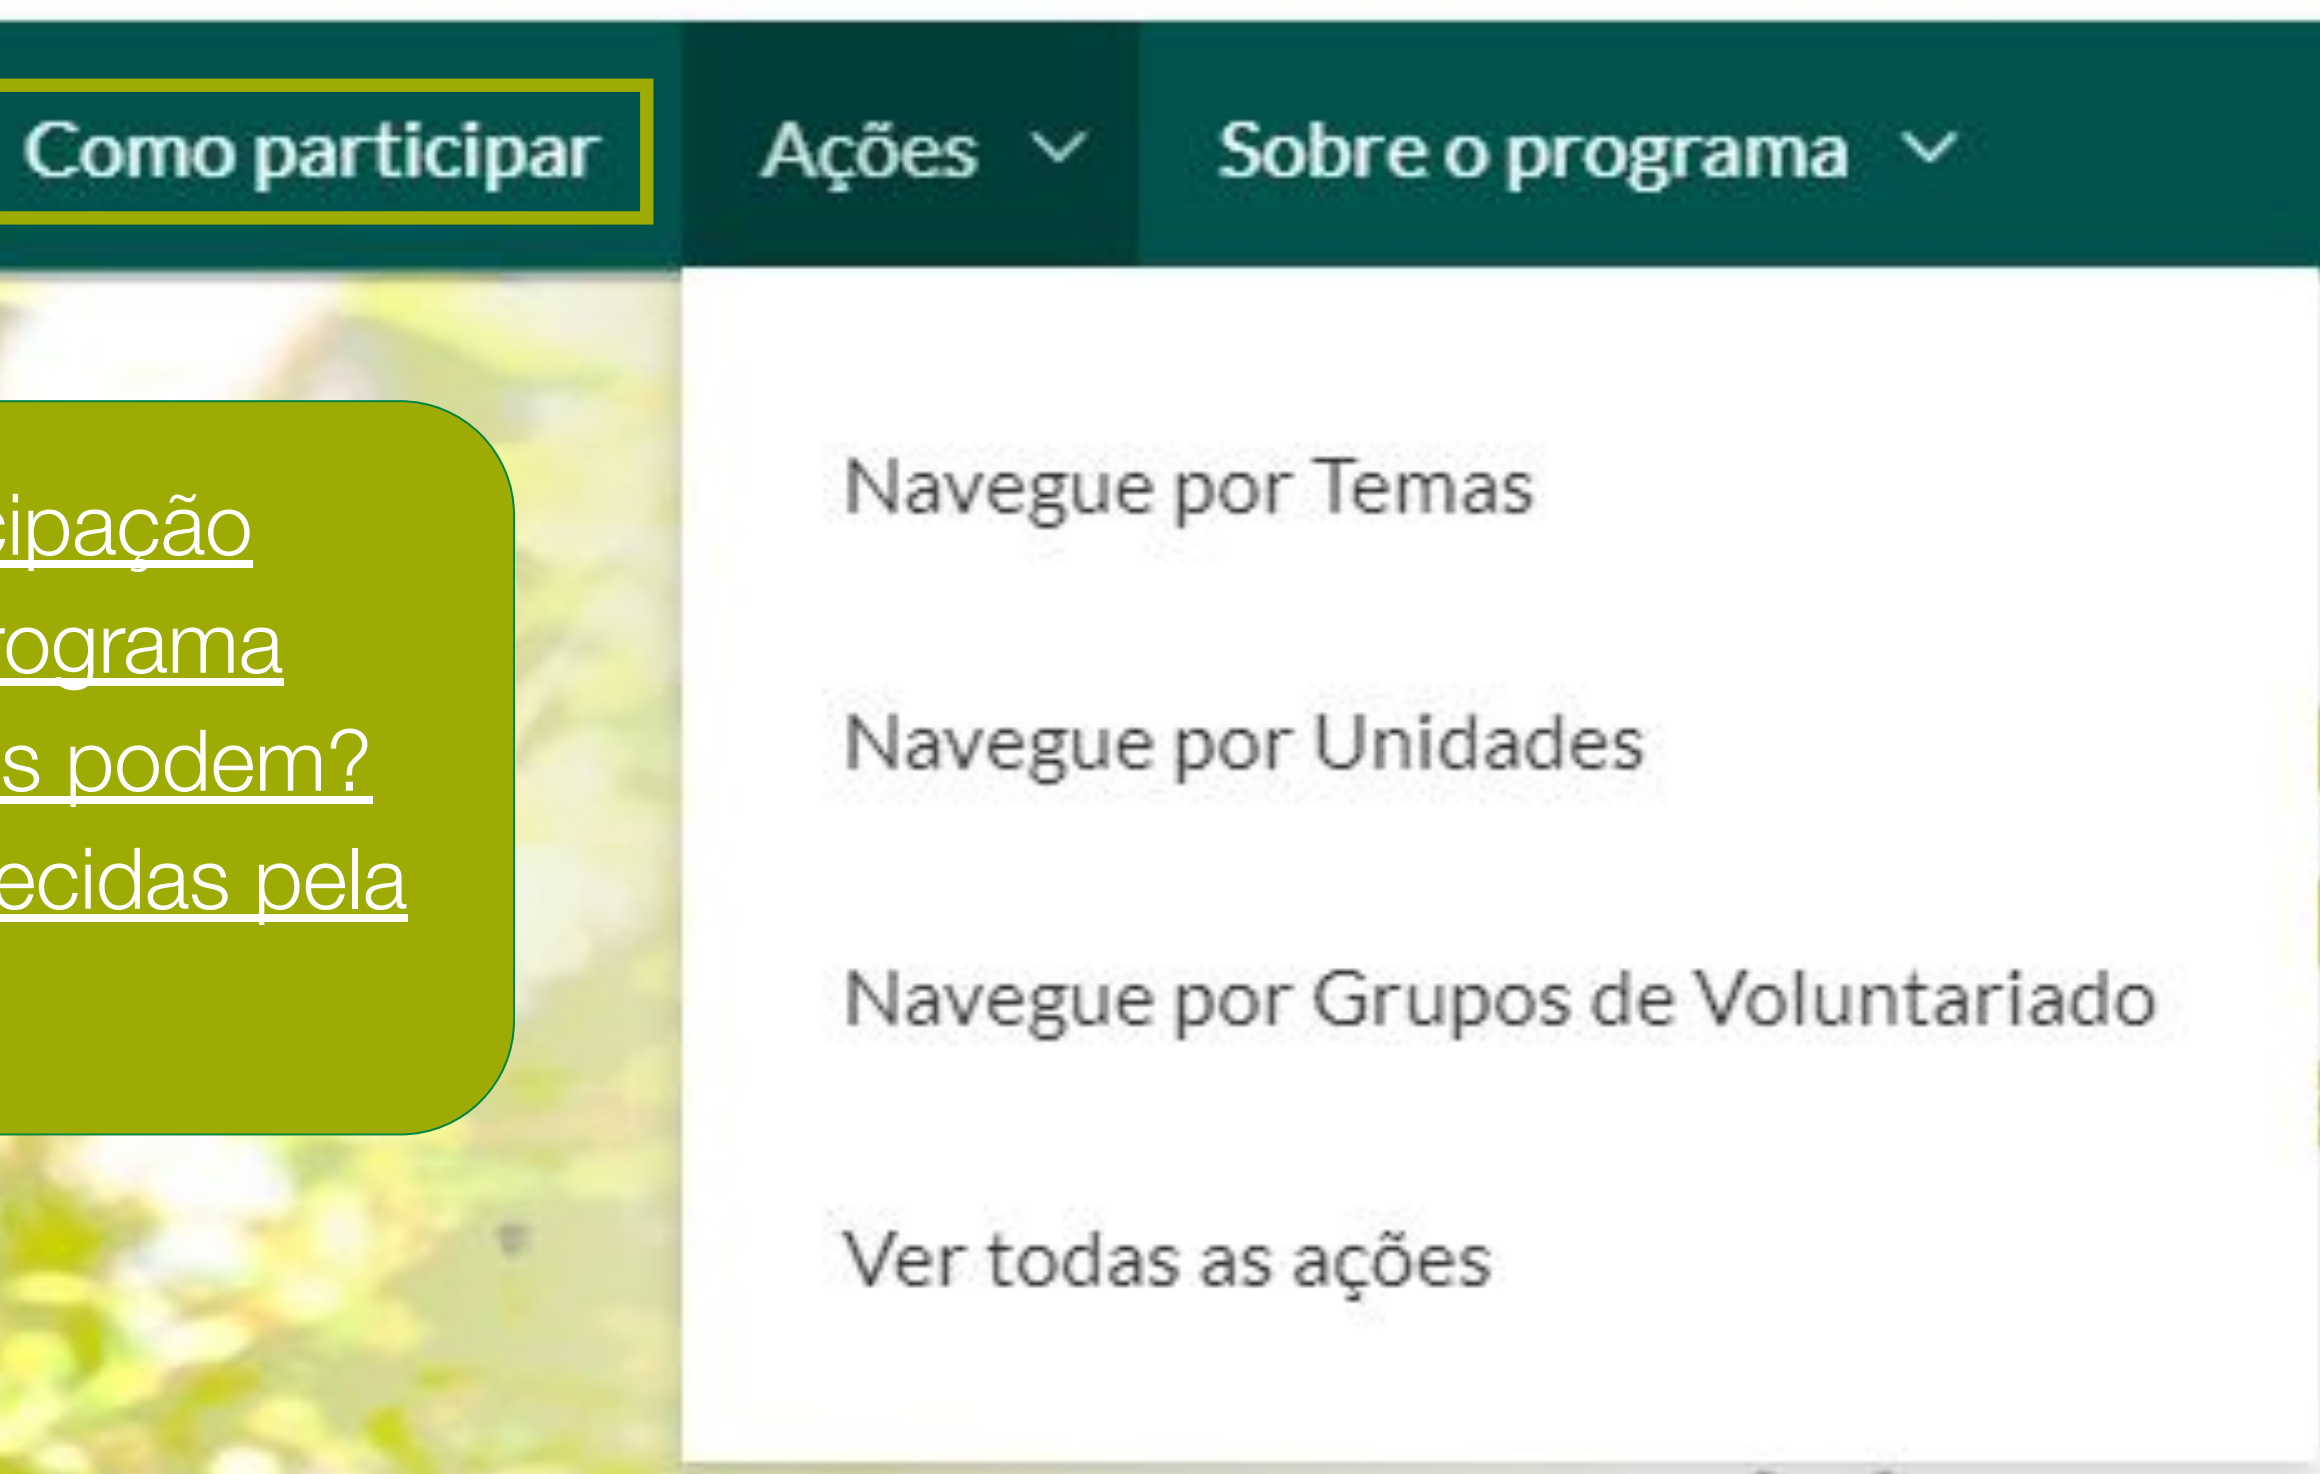 Como participar Ações Sobre o programa
cipação
rograma
s podem?
ecidas pela
Navegue por Temas
Navegue por Unidades
Navegue por Grupos de Voluntariado
Ver todas as ações